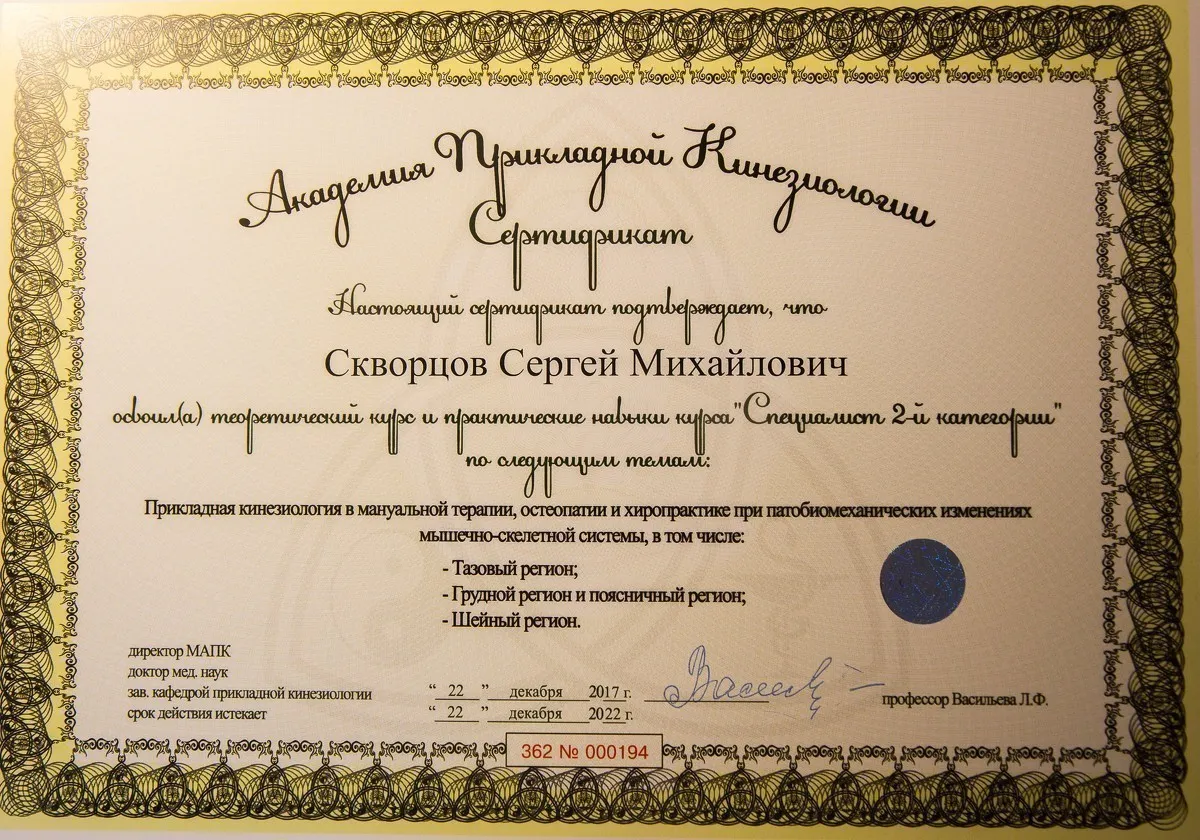 Академия Прикладной Кинезиологии
Сертификат
Настоящий сертификат подтверждает, что
Скворцов Сергей Михайлович
освоил(а) теоретический курс и практические навыки курса "Специалист 2-й категории"
по следующим темам:
Прикладная кинезиология в мануальной терапии, остеопатии и хиропрактике при патобиомеханических изменениях
мышечно-скелетной системы, в том числе:
- Тазовый регион;
- Грудной регион и поясничный регион;
- Шейный регион.
директор МАПК
доктор мед. наук
зав. кафедрой прикладной кинезиологии “ 22 ” декабря 2017 г. профессор Васильева Л.Ф.
срок действия истекает “ 22 ” декабря 2022 г.
362 № 000194